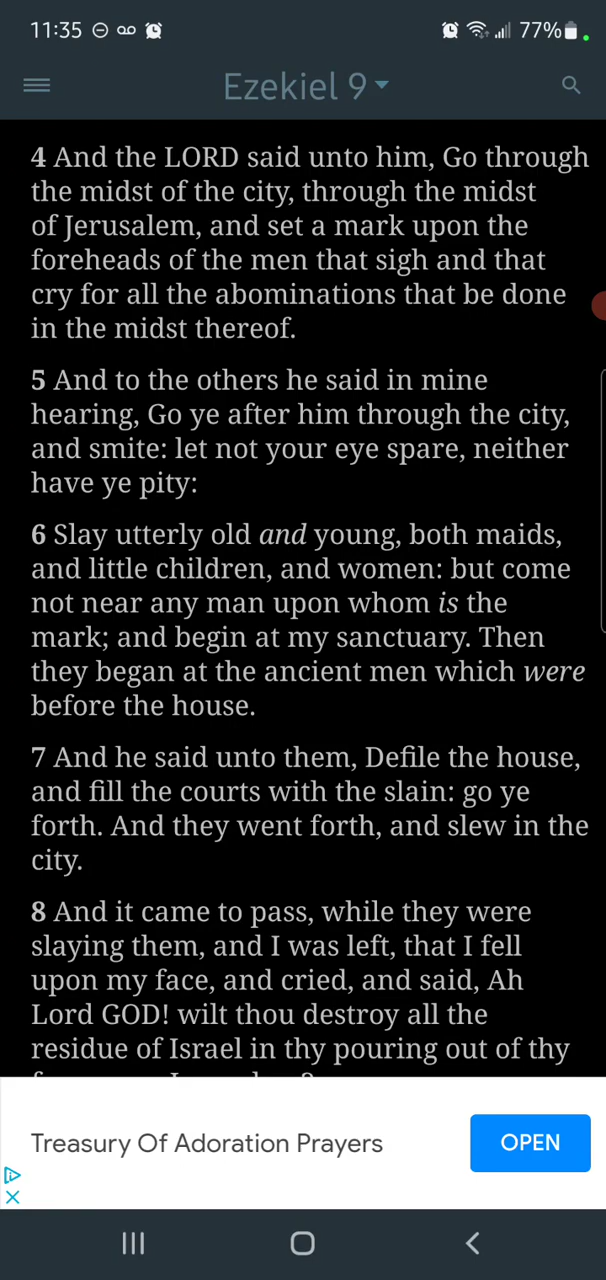 11:35
77%
Ezekiel 9
4 And the LORD said unto him, Go through
the midst of the city, through the midst
of Jerusalem, and set a mark upon the
foreheads of the men that sigh and that
cry for all the abominations that be done
in the midst thereof.
5 And to the others he said in mine
hearing, Go ye after him through the city,
and smite: let not your eye spare, neither
have ye pity:
6 Slay utterly old and young, both maids,
and little children, and women: but come
not near any man upon whom is the
mark; and begin at my sanctuary. Then
they began at the ancient men which were
before the house.
7 And he said unto them, Defile the house,
and fill the courts with the slain: go ye
forth. And they went forth, and slew in the
city.
8 And it came to pass, while they were
slaying them, and I was left, that I fell
upon my face, and cried, and said, Ah
Lord GOD! wilt thou destroy all the
residue of Israel in thy pouring out of thy
Treasury Of Adoration Prayers
OPEN